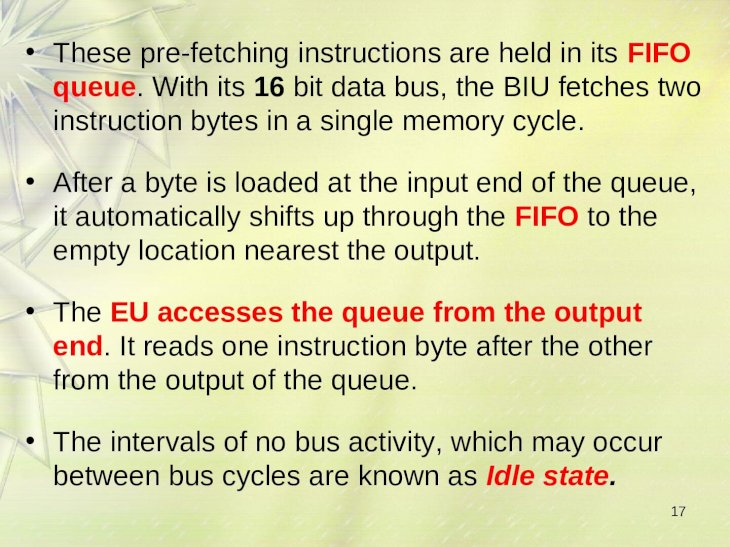 • These pre-fetching instructions are held in its FIFO
queue. With its 16 bit data bus, the BIU fetches two
instruction bytes in a single memory cycle.
• After a byte is loaded at the input end of the queue,
it automatically shifts up through the FIFO to the
empty location nearest the output.
• The EU accesses the queue from the output
end. It reads one instruction byte after the other
from the output of the queue.
• The intervals of no bus activity, which may occur
between bus cycles are known as Idle state.
17